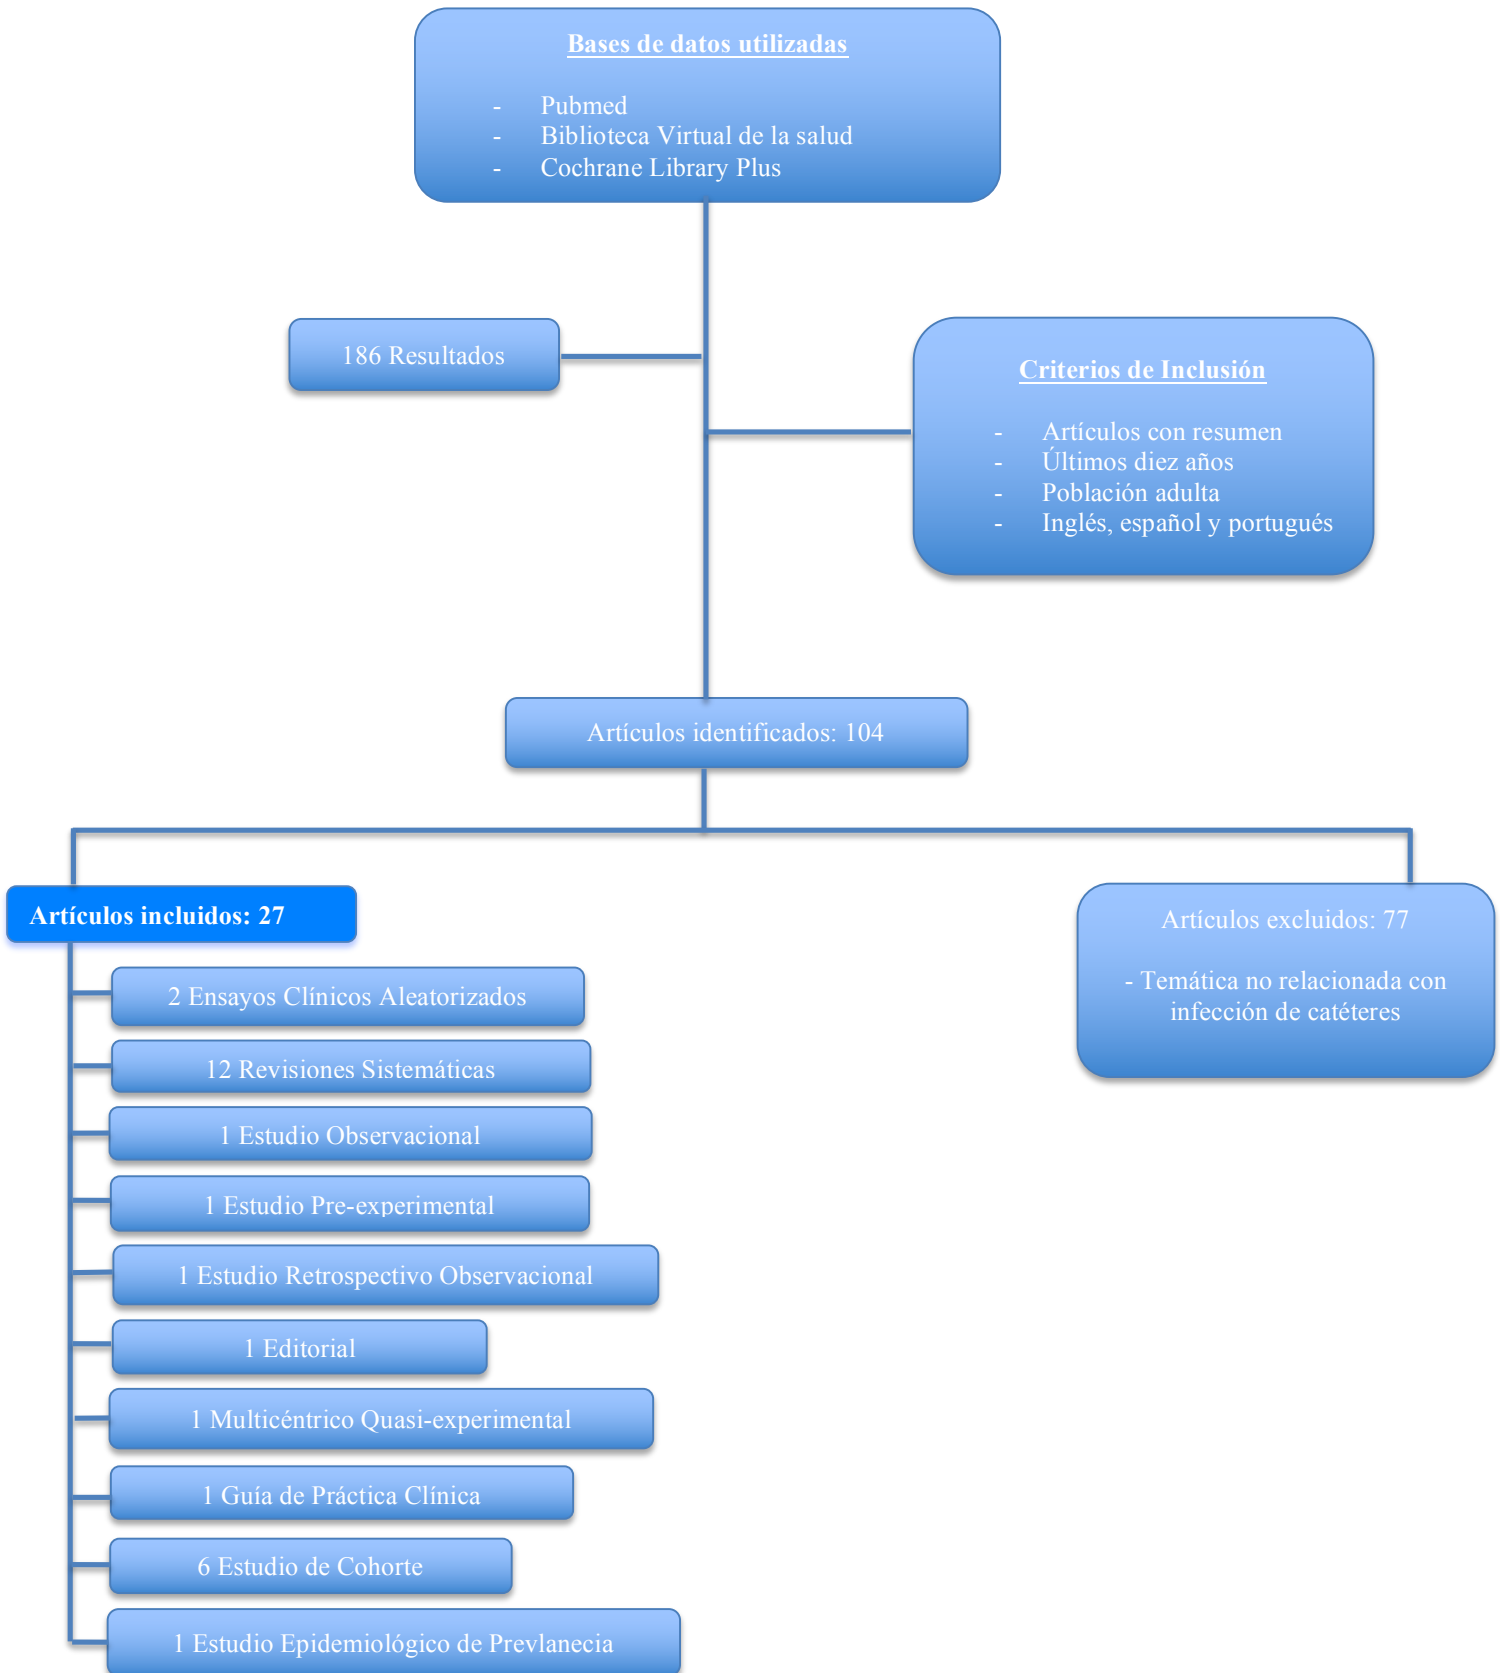 Bases de datos utilizadas
- Pubmed
- Biblioteca Virtual de la salud
- Cochrane Library Plus
186 Resultados
Criterios de Inclusión
- Artículos con resumen
- Últimos diez años
- Población adulta
- Inglés, español y portugués
Artículos identificados: 104
Artículos incluidos: 27
2 Ensayos Clínicos Aleatorizados
12 Revisiones Sistemáticas
1 Estudio Observacional
1 Estudio Pre-experimental
1 Estudio Retrospectivo Observacional
1 Editorial
1 Multicéntrico Quasi-experimental
1 Guía de Práctica Clínica
6 Estudio de Cohorte
1 Estudio Epidemiológico de Prevlanecia
Artículos excluidos: 77
- Temática no relacionada con
infección de catéteres